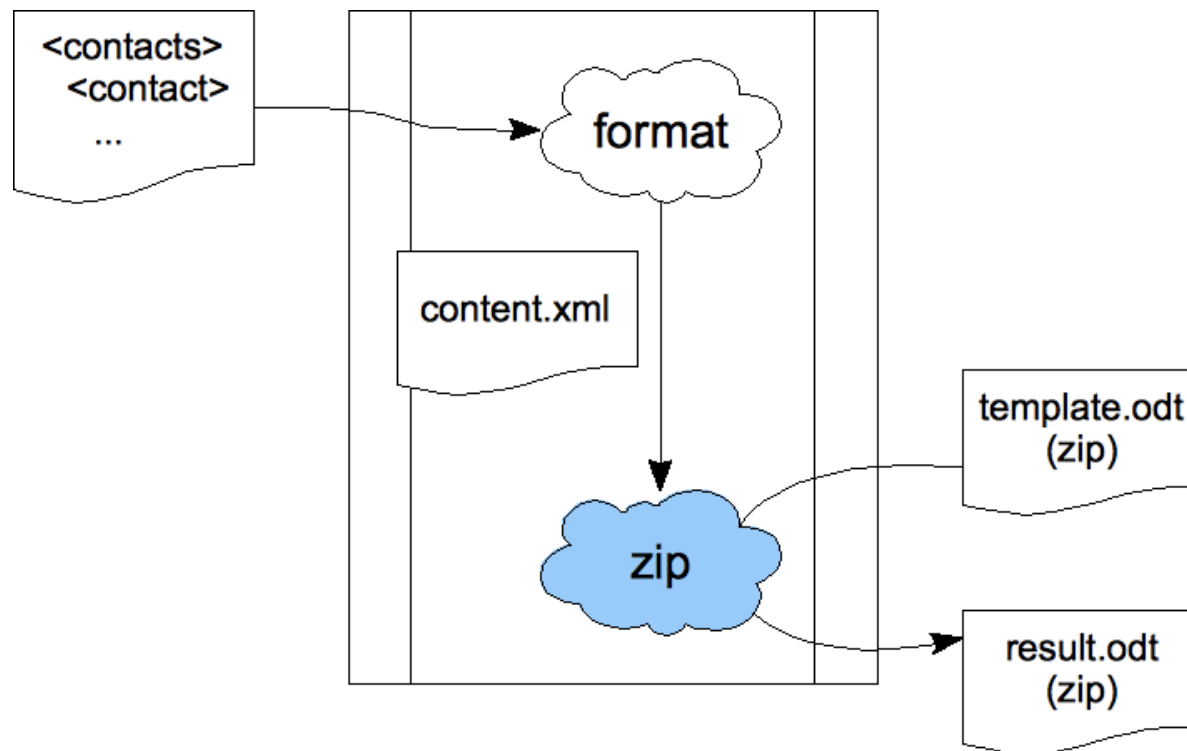 <contacts>
<contact>
...
format
content.xml
template.odt
(zip)
zip
result.odt
(zip)